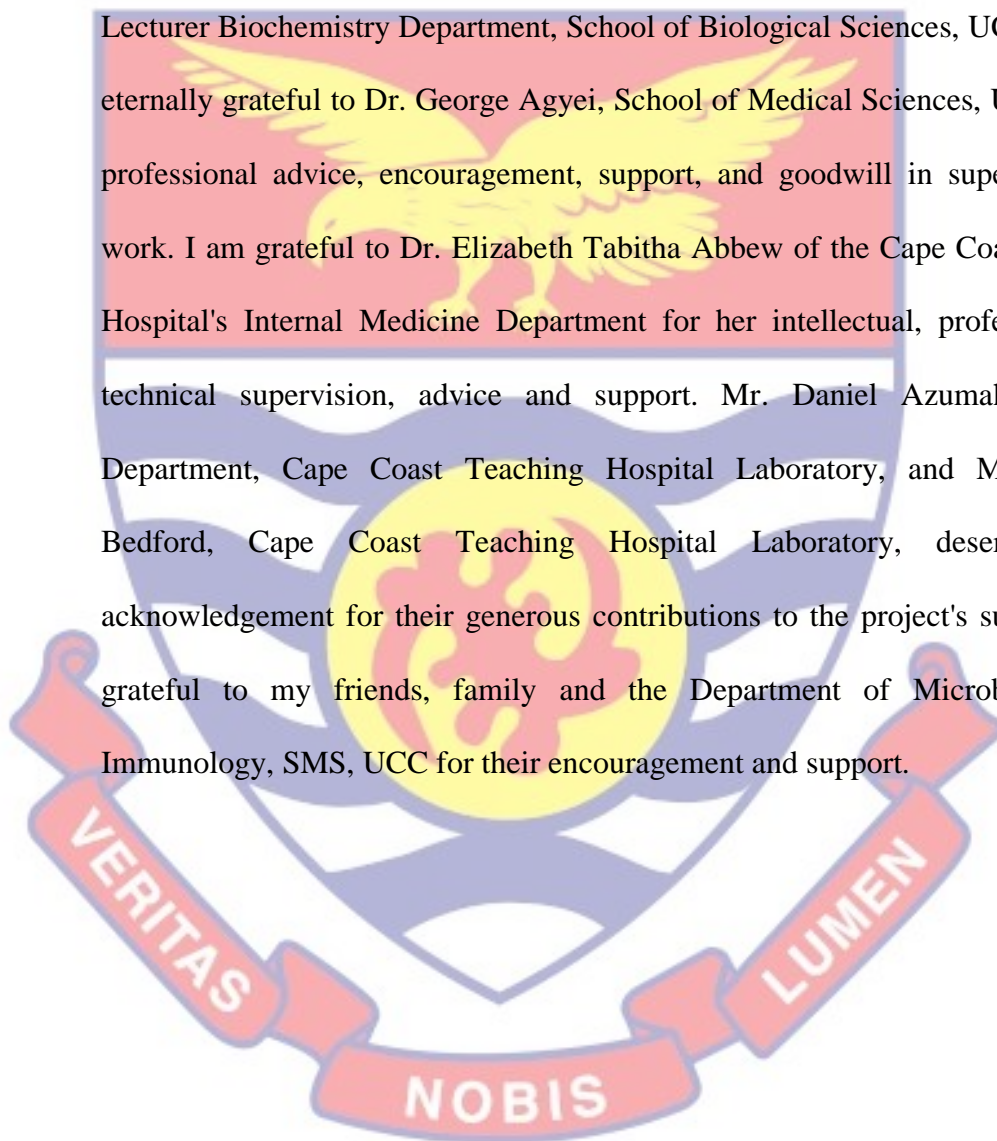 Lecturer Biochemistry Department, School of Biological Sciences, UC
eternally grateful to Dr. George Agyei, School of Medical Sciences, U
professional advice, encouragement, support, and goodwill in supe
work. I am grateful to Dr. Elizabeth Tabitha Abbew of the Cape Coa
Hospital's Internal Medicine Department for her intellectual, profe
technical supervision, advice and support. Mr. Daniel Azumal
Department, Cape Coast Teaching Hospital Laboratory, and M
Bedford, Cape Coast Teaching Hospital Laboratory, deser
acknowledgement for their generous contributions to the project's su
grateful to my friends, family and the Department of Microb
Immunology, SMS, UCC for their encouragement and support.
VERITAS
NOBIS
LUMEN